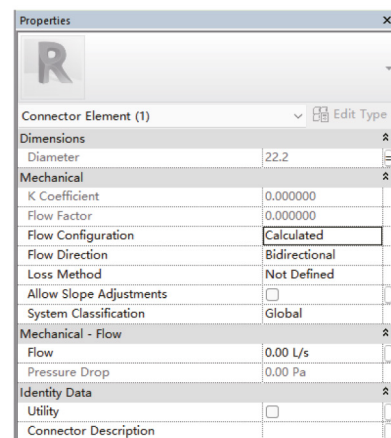 Properties
R
Connector Element (1)
Edit Type
Dimensions
Diameter 22.2
Mechanical
K Coefficient 0.000000
Flow Factor 0.000000
Flow Configuration Calculated
Flow Direction Bidirectional
Loss Method Not Defined
Allow Slope Adjustments
System Classification Global
Mechanical - Flow
Flow 0.00 L/s
Pressure Drop 0.00 Pa
Identity Data
Utility
Connector Description